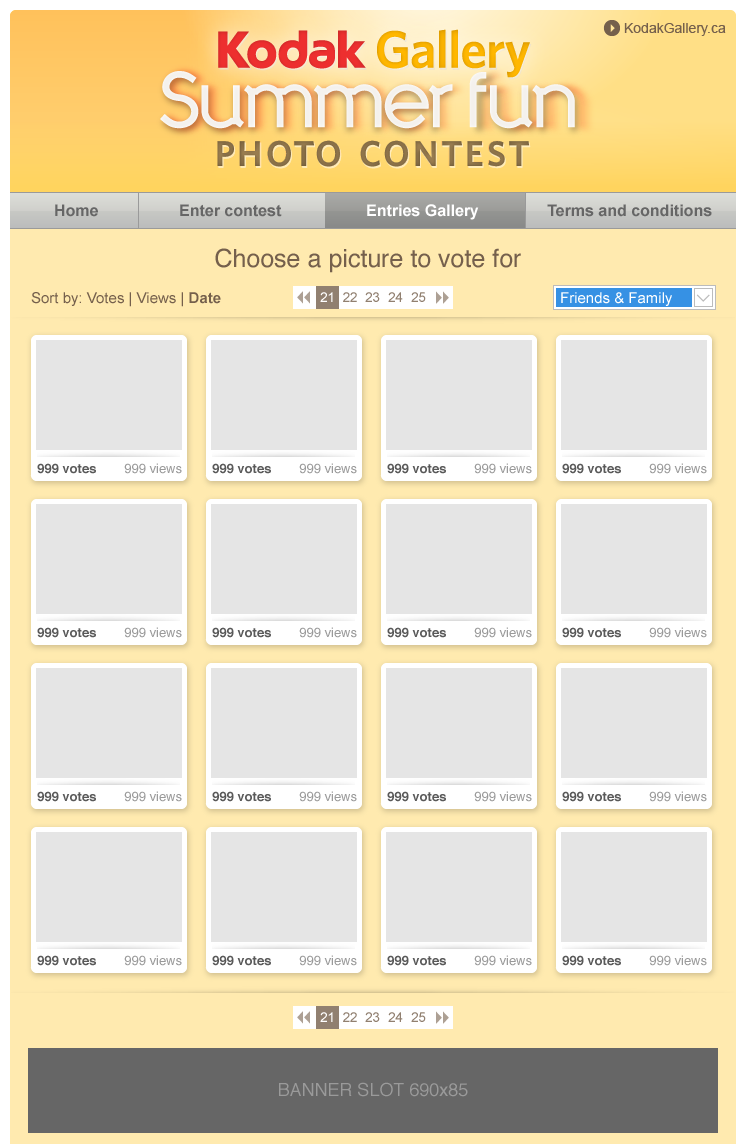 KodakGallery.ca
Kodak Gallery
Summer fun
PHOTO CONTEST
Home Enter contest Entries Gallery Terms and conditions
Choose a picture to vote for
Sort by: Votes | Views | Date 21 22 23 24 25 Friends & Family
999 votes 999 views 999 votes 999 views 999 votes 999 views 999 votes 999 views
999 votes 999 views 999 votes 999 views 999 votes 999 views 999 votes 999 views
999 votes 999 views 999 votes 999 views 999 votes 999 views 999 votes 999 views
999 votes 999 views 999 votes 999 views 999 votes 999 views 999 votes 999 views
21 22 23 24 25
BANNER SLOT 690x85